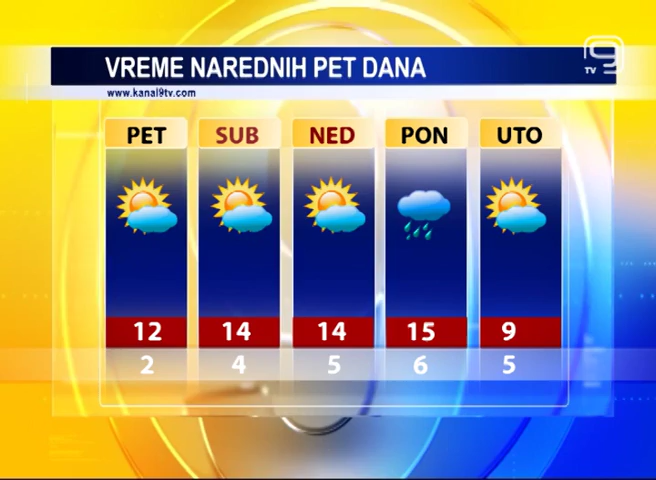 VREME NAREDNIH PET DANA
9
TV
www.kanal9tv.com
PET SUB NED PON UTO
12 14 14 15 9
2 4 5 6 5